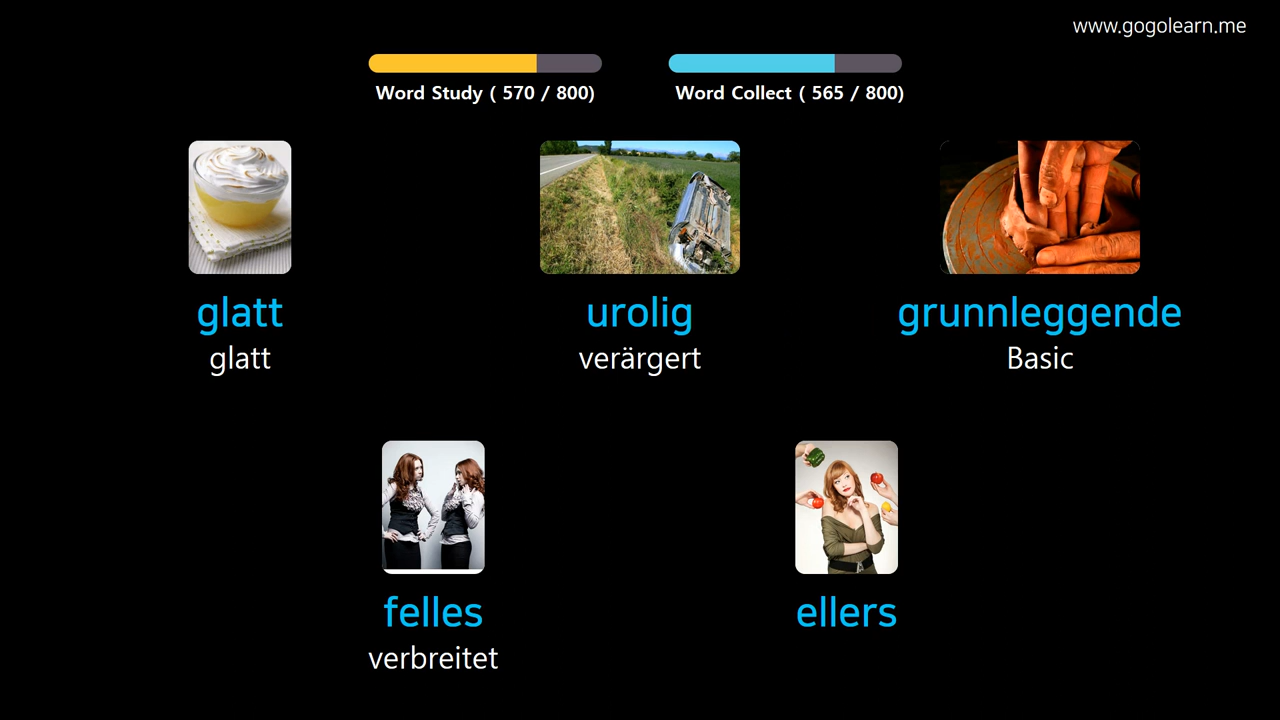 www.gogolearn.me
Word Study ( 570 / 800)
Word Collect ( 565 / 800)
glatt
glatt
urolig
verärgert
grunnleggende
Basic
felles
verbreitet
ellers